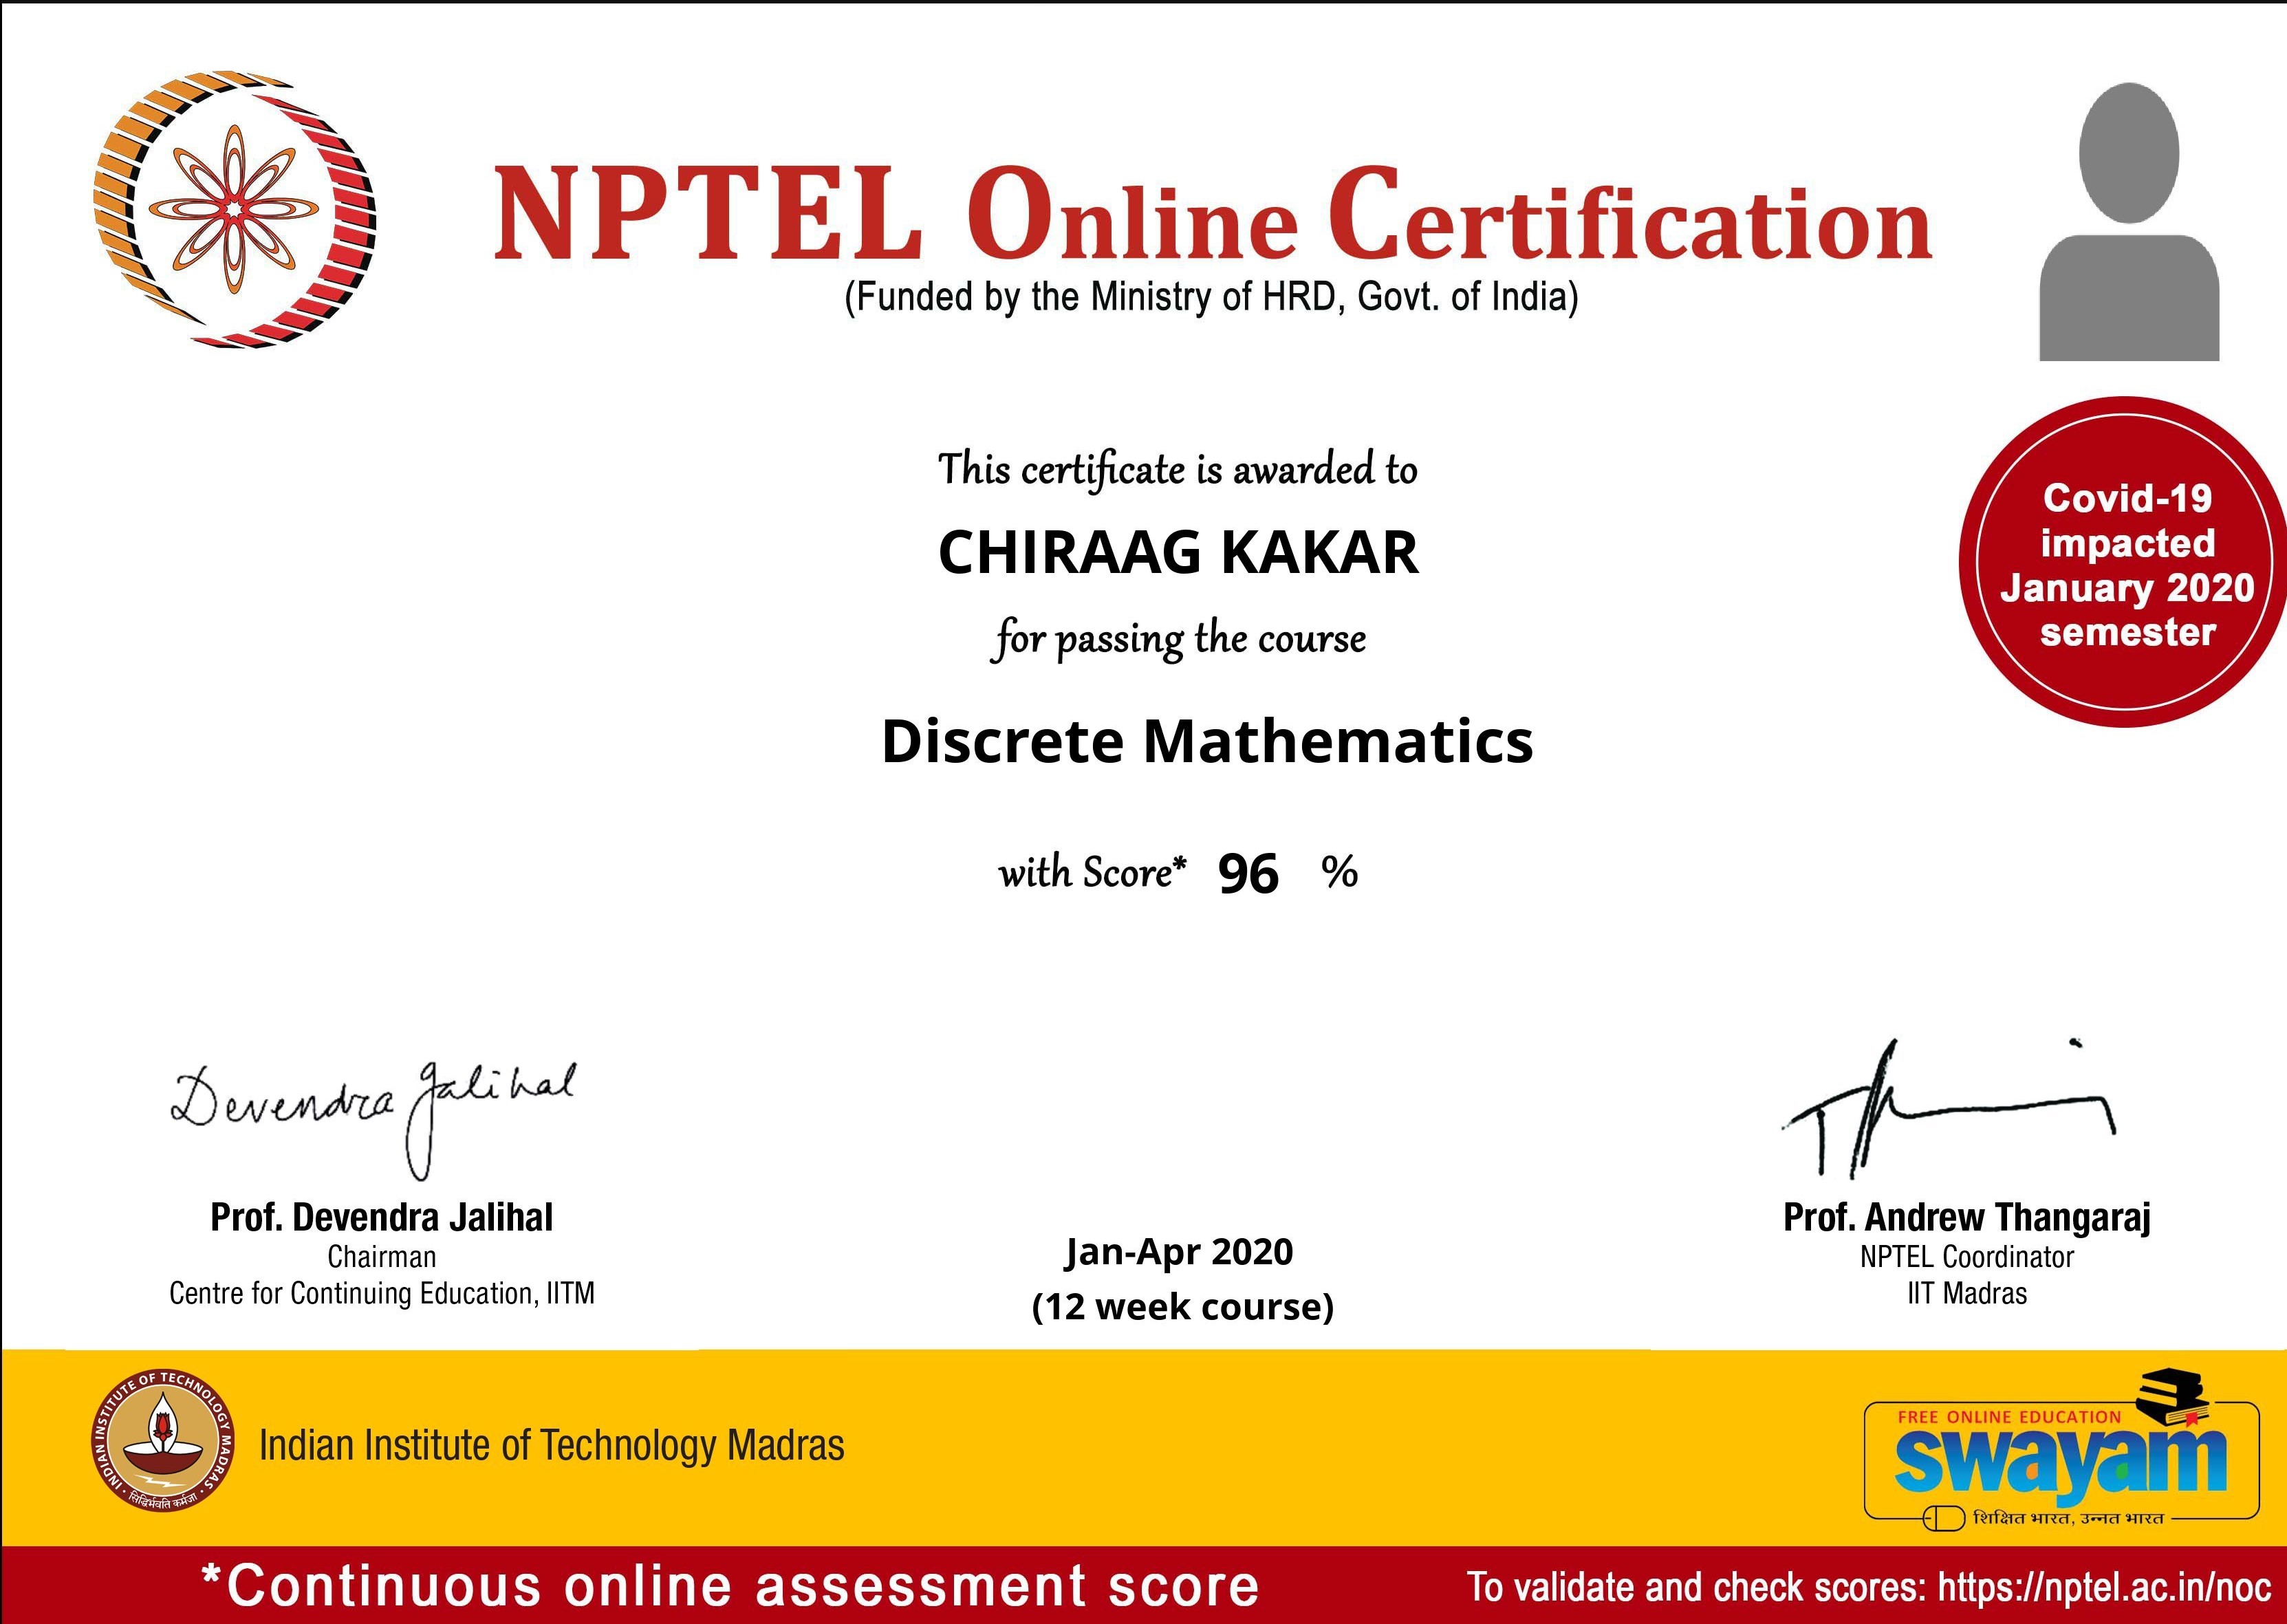 NPTEL Online Certification
(Funded by the Ministry of HRD, Govt. of India)
This certificate is awarded to
CHIRAAG KAKAR
for passing the course
Discrete Mathematics
with Score* 96 %
Covid-19
impacted
January 2020
semester
Devendra Jalihal
Prof. Devendra Jalihal
Chairman
Centre for Continuing Education, IITM
Jan-Apr 2020
(12 week course)
Prof. Andrew Thangaraj
NPTEL Coordinator
IIT Madras
INDIAN INSTITUTE OF TECHNOLOGY MADRAS
सिद्धिर्भवति कर्मजा
Indian Institute of Technology Madras
FREE ONLINE EDUCATION
swayam
शिक्षित भारत, उन्नत भारत
*Continuous online assessment score
To validate and check scores: https://nptel.ac.in/noc